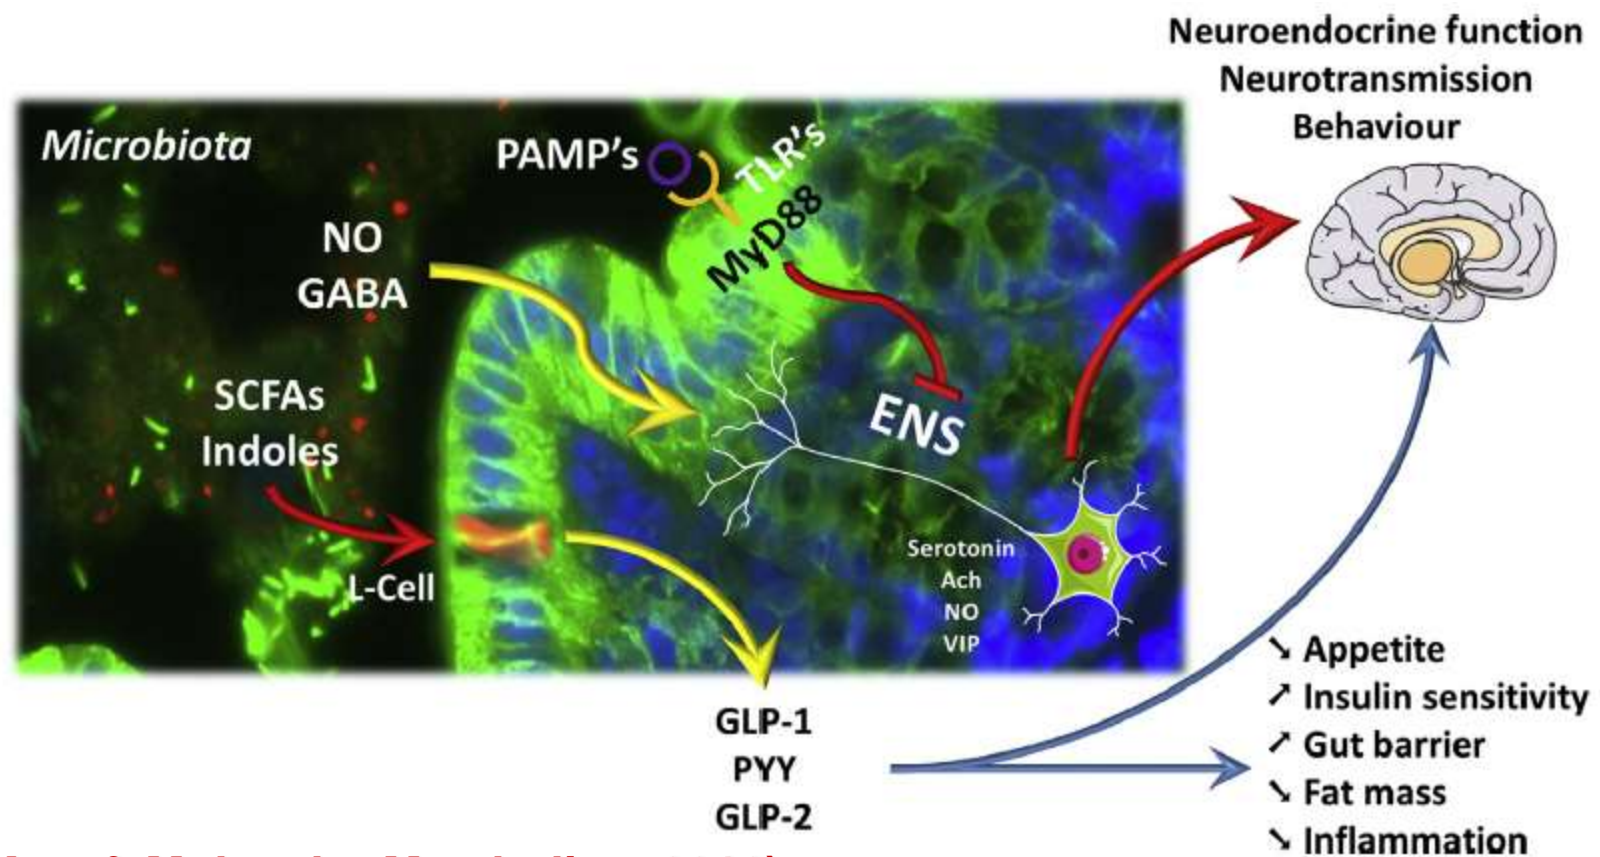 Neuroendocrine function
Neurotransmission
Behaviour
Microbiota
PAMP's
TLR's
MyD88
NO
GABA
SCFAs
Indoles
ENS
L-Cell
Serotonin
Ach
NO
VIP
GLP-1
PYY
GLP-2
↘ Appetite
↗ Insulin sensitivity
↗ Gut barrier
↘ Fat mass
↘ Inflammation